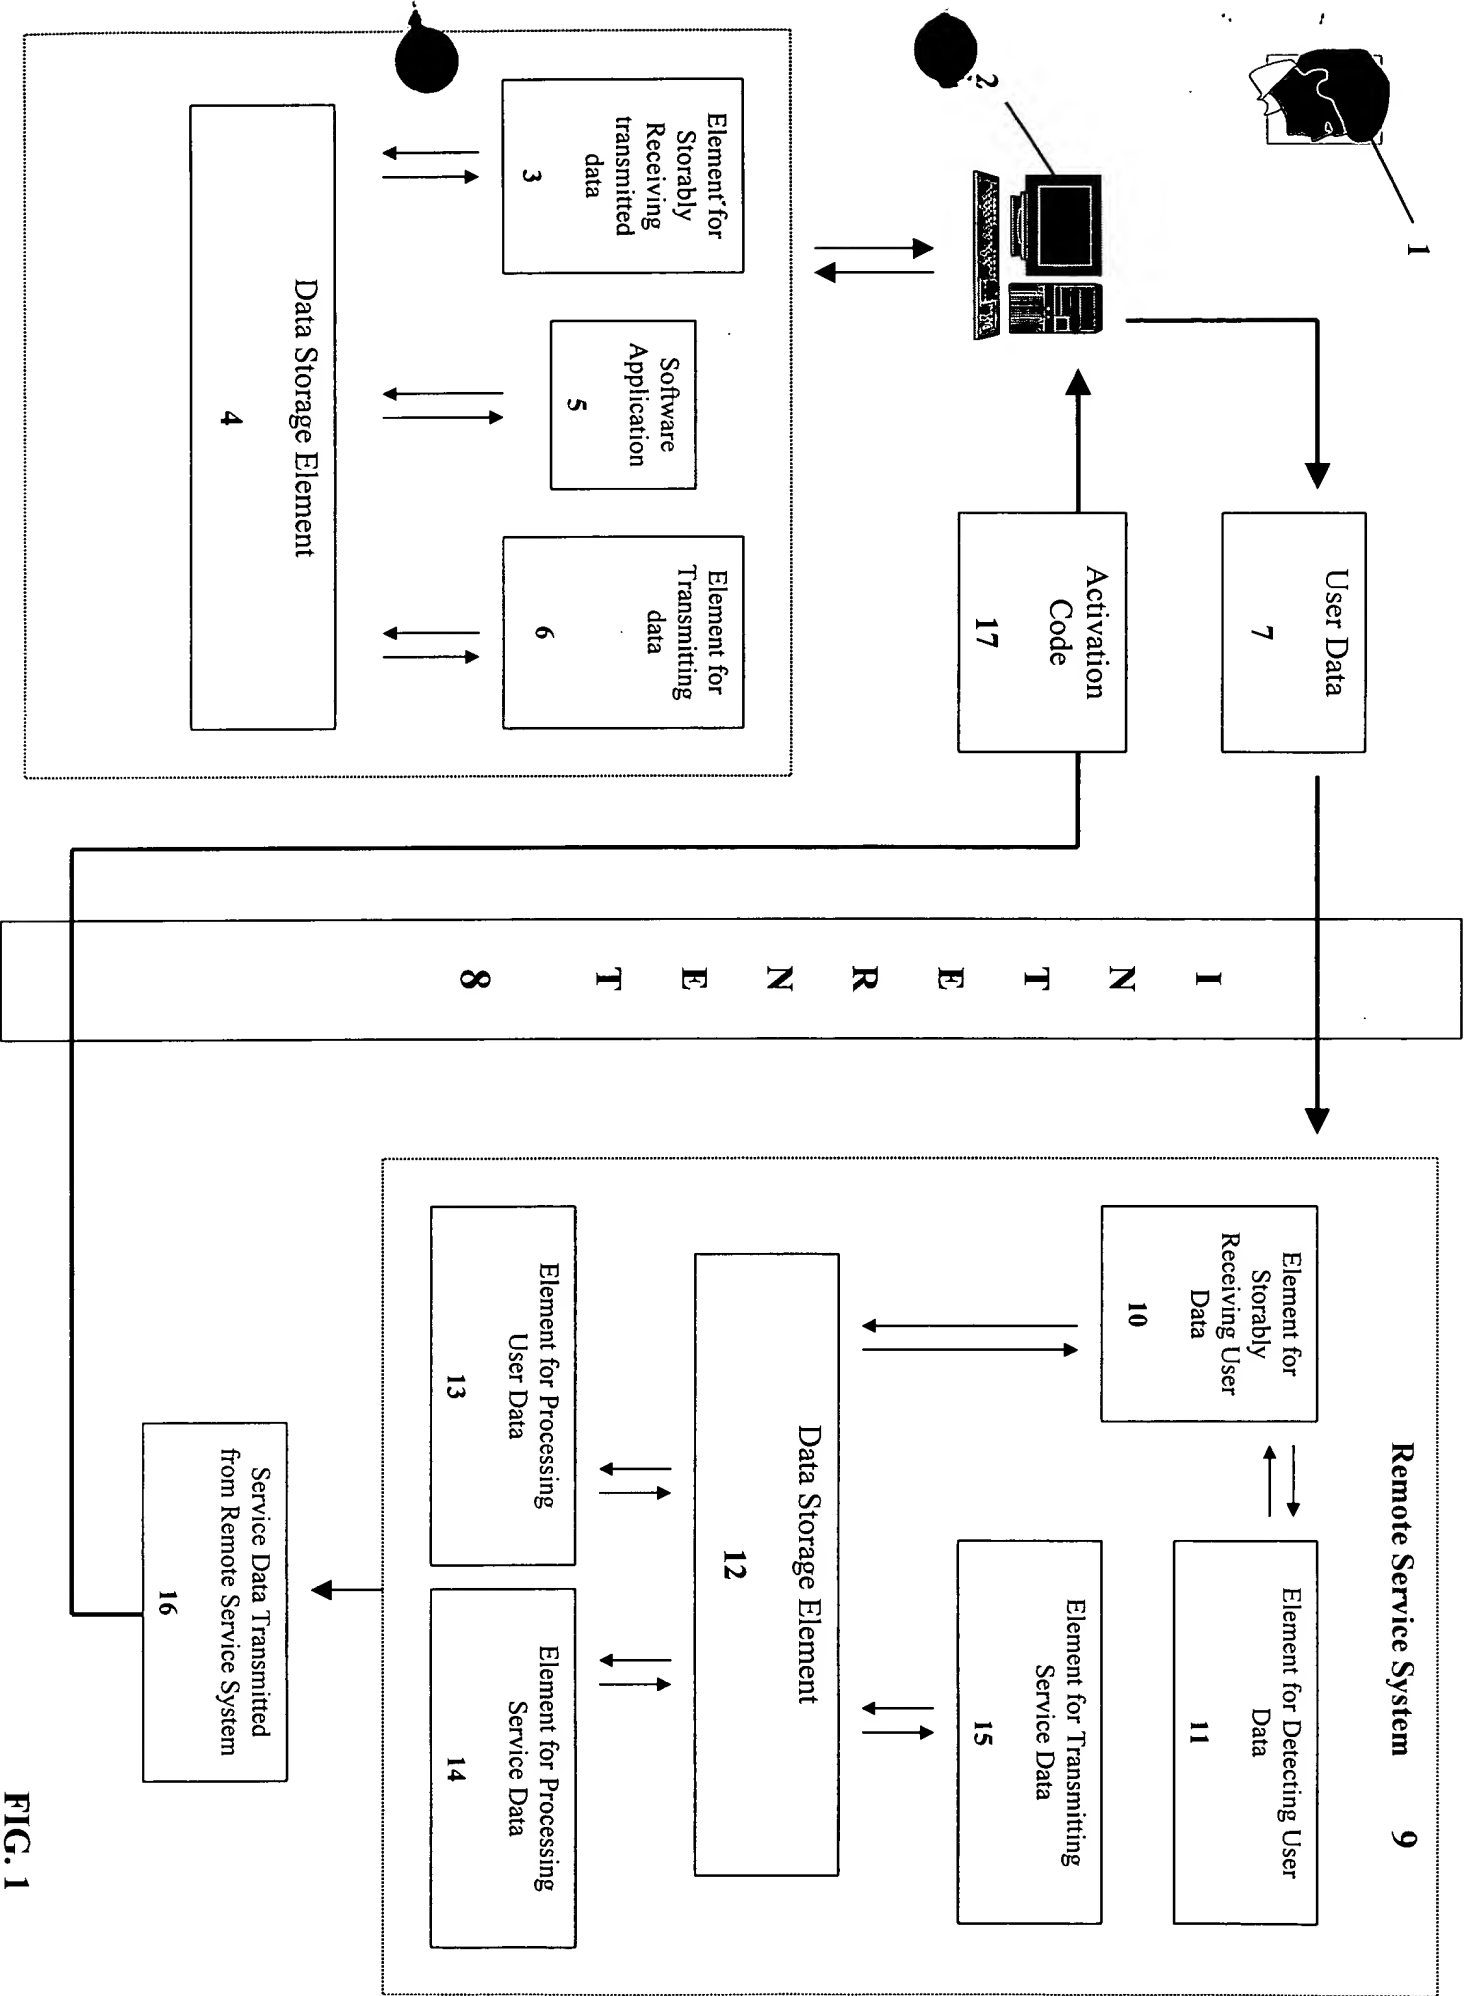 1
2
User Data
7
Activation
Code
17
Element for
Storably
Receiving
transmitted
data
3
Software
Application
5
Element for
Transmitting
data
6
Data Storage Element
4
I N T E R N E T 8
Remote Service System 9
Element for
Storably
Receiving User
Data
10
Element for Detecting User
Data
11
Element for Transmitting
Service Data
15
Data Storage Element
12
Element for Processing
User Data
13
Element for Processing
Service Data
14
Service Data Transmitted
from Remote Service System
16
FIG. 1